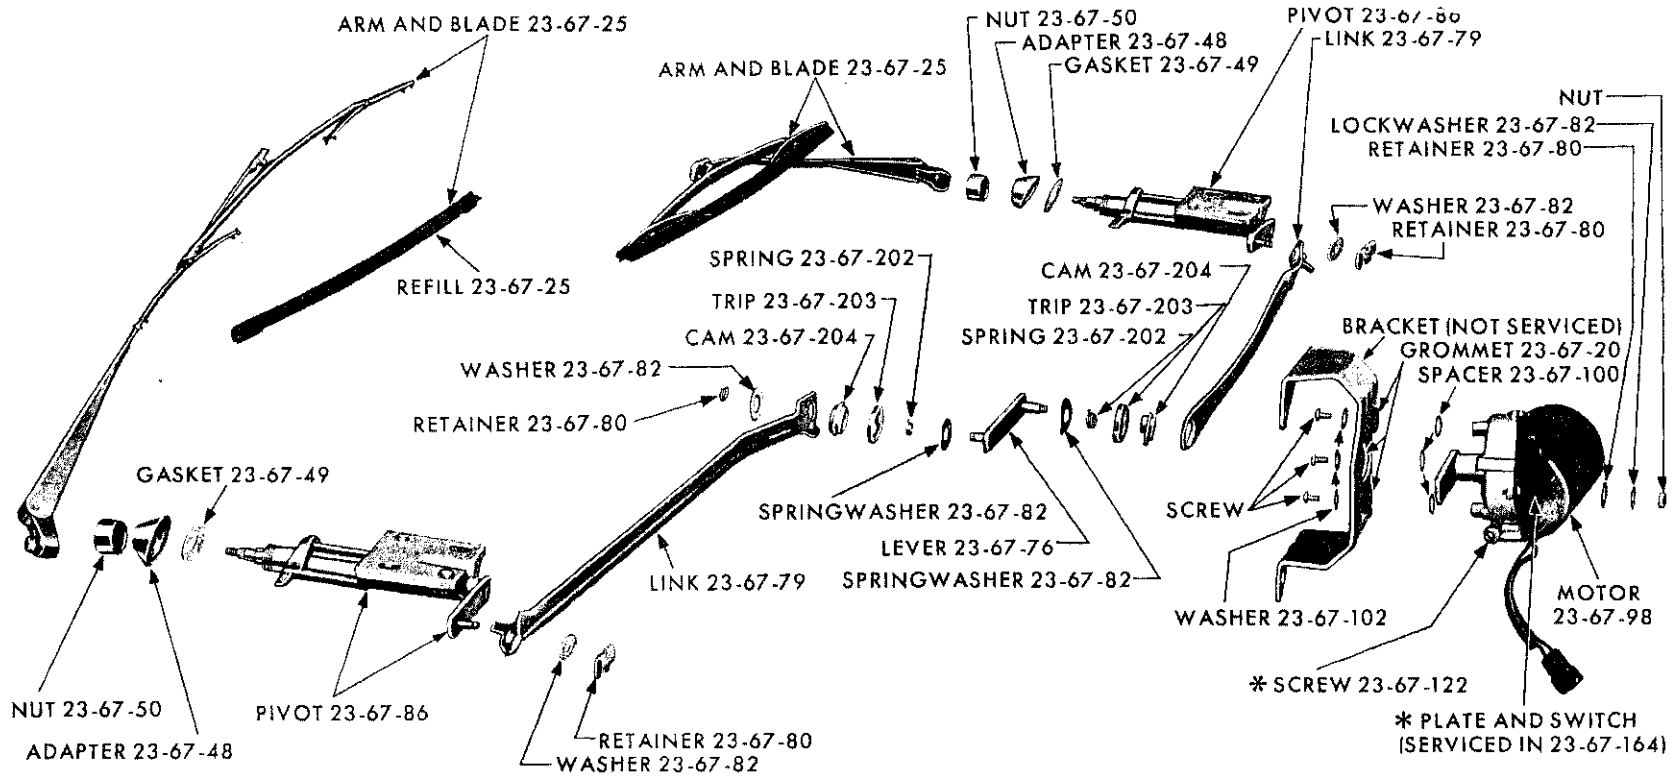 ARM AND BLADE 23-67-25
NUT 23-67-50
ADAPTER 23-67-48
GASKET 23-67-49
PIVOT 23-67-86
LINK 23-67-79
ARM AND BLADE 23-67-25
NUT
LOCKWASHER 23-67-82
RETAINER 23-67-80
WASHER 23-67-82
RETAINER 23-67-80
REFILL 23-67-25
SPRING 23-67-202
TRIP 23-67-203
CAM 23-67-204
CAM 23-67-204
TRIP 23-67-203
SPRING 23-67-202
BRACKET (NOT SERVICED)
GROMMET 23-67-20
SPACER 23-67-100
WASHER 23-67-82
RETAINER 23-67-80
GASKET 23-67-49
SPRINGWASHER 23-67-82
LEVER 23-67-76
SPRINGWASHER 23-67-82
SCREW
LINK 23-67-79
WASHER 23-67-102
MOTOR
23-67-98
* SCREW 23-67-122
* PLATE AND SWITCH
(SERVICED IN 23-67-164)
NUT 23-67-50
ADAPTER 23-67-48
PIVOT 23-67-86
RETAINER 23-67-80
WASHER 23-67-82